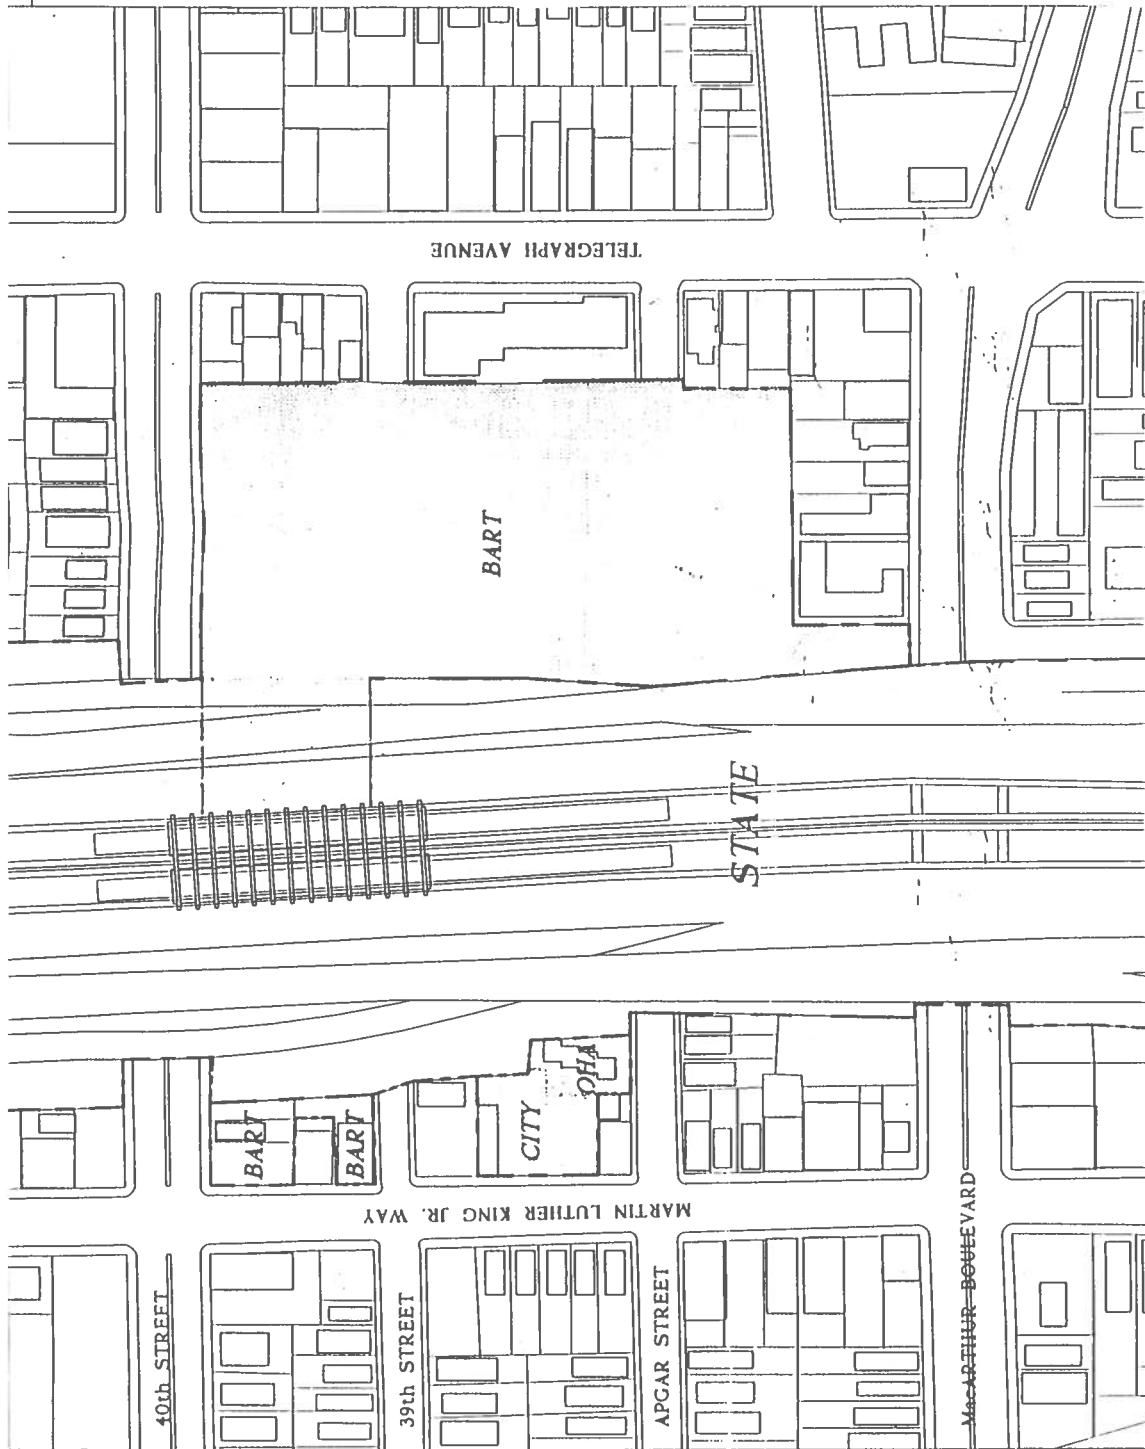 TELEGRAPH AVENUE
BART
STATE
OHA
CITY
BART
BART
MARTIN LUTHER KING JR. WAY
40th STREET
39th STREET
APGAR STREET
MacARTHUR BOULEVARD